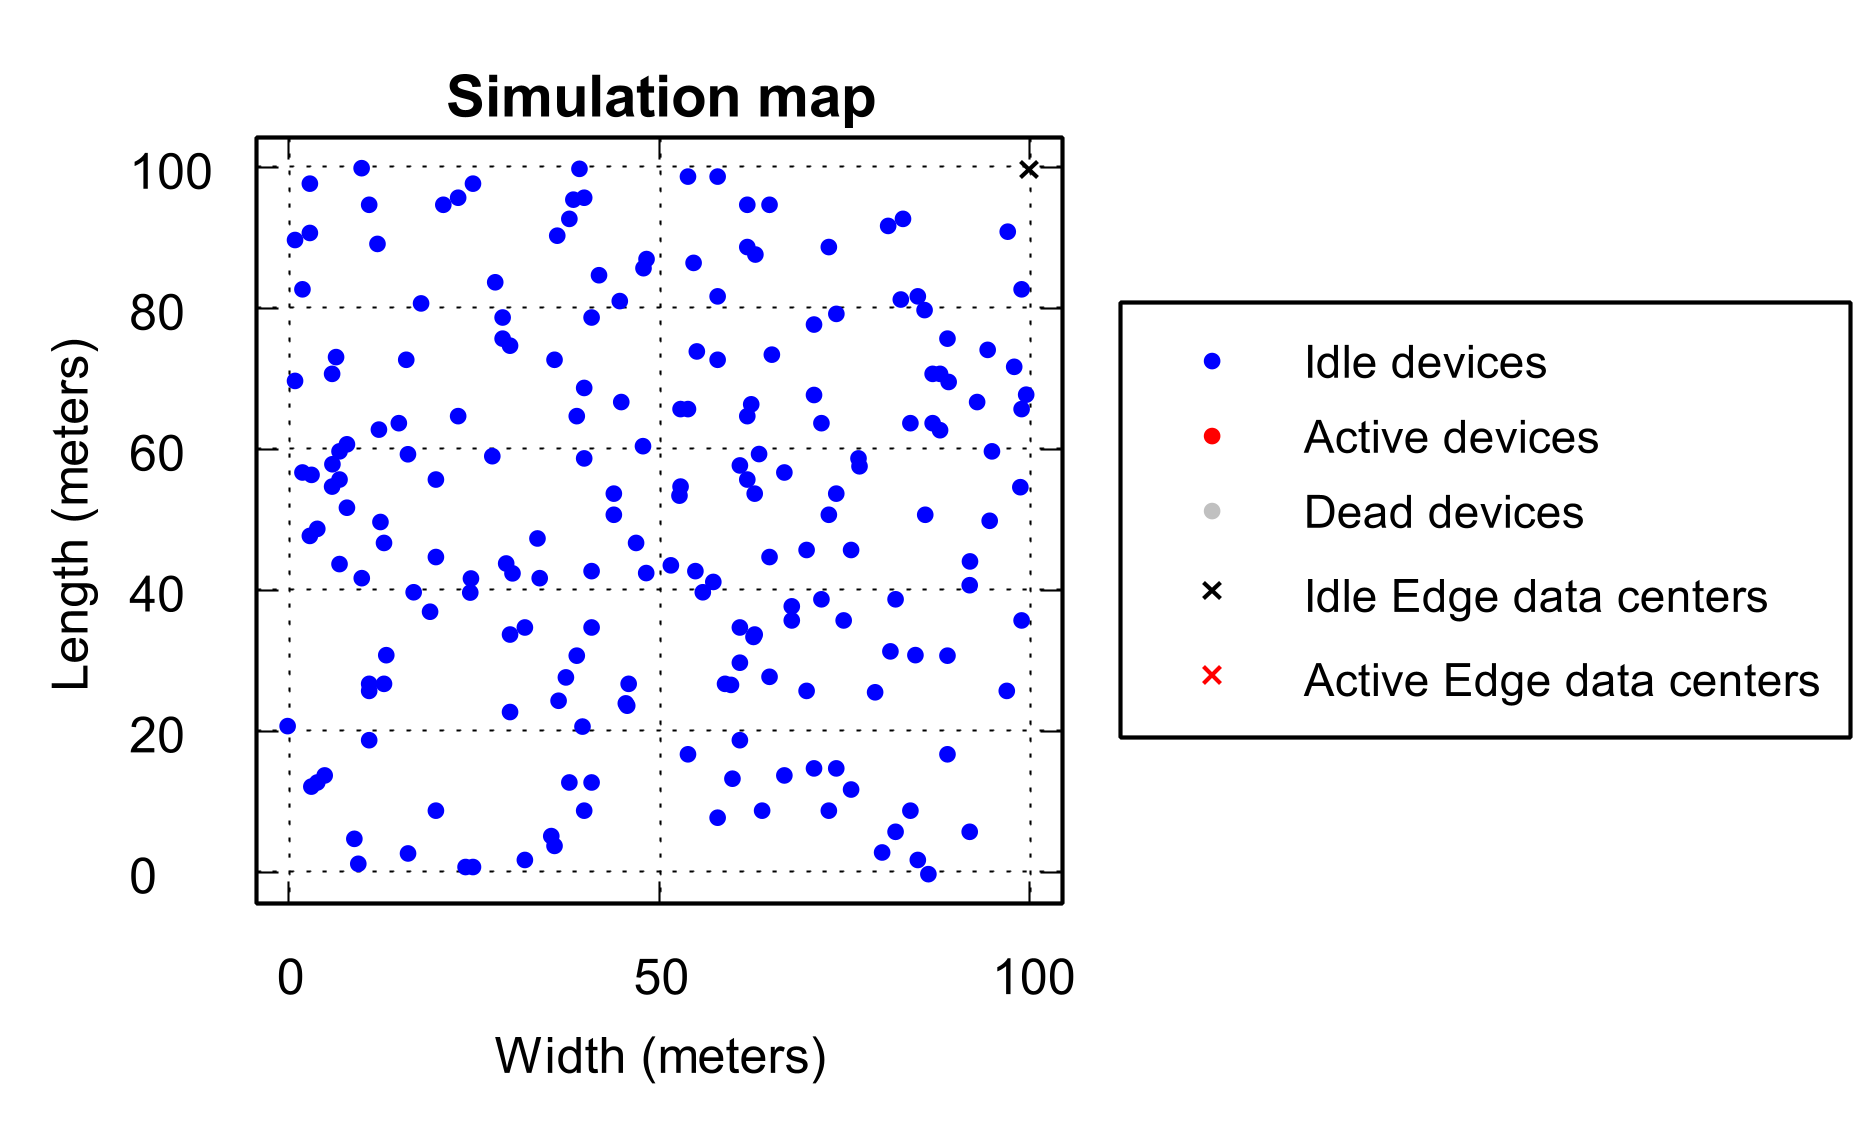 Simulation map
100
80
60
40
20
0
Length (meters)
0 50 100
Width (meters)
Idle devices
Active devices
Dead devices
Idle Edge data centers
Active Edge data centers